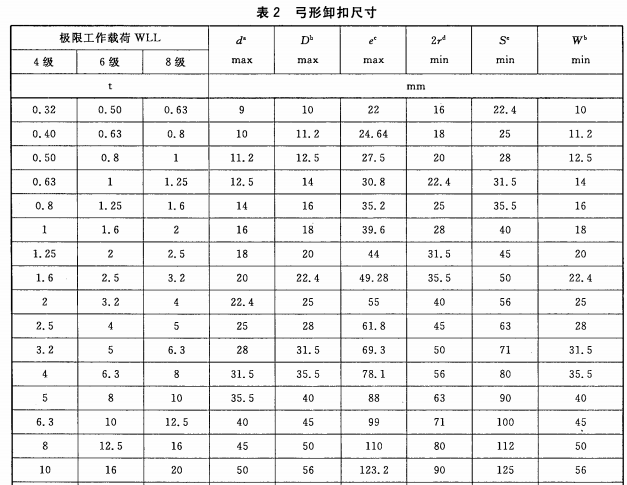 表 2 弓形卸扣尺寸
极限工作载荷 WLL dᵃ Dᵇ eᶜ 2rᵈ Sᵉ Wᵇ
4 级 6 级 8 级 max max max min min min
t mm
0.32 0.50 0.63 9 10 22 16 22.4 10
0.40 0.63 0.8 10 11.2 24.64 18 25 11.2
0.50 0.8 1 11.2 12.5 27.5 20 28 12.5
0.63 1 1.25 12.5 14 30.8 22.4 31.5 14
0.8 1.25 1.6 14 16 35.2 25 35.5 16
1 1.6 2 16 18 39.6 28 40 18
1.25 2 2.5 18 20 44 31.5 45 20
1.6 2.5 3.2 20 22.4 49.28 35.5 50 22.4
2 3.2 4 22.4 25 55 40 56 25
2.5 4 5 25 28 61.8 45 63 28
3.2 5 6.3 28 31.5 69.3 50 71 31.5
4 6.3 8 31.5 35.5 78.1 56 80 35.5
5 8 10 35.5 40 88 63 90 40
6.3 10 12.5 40 45 99 71 100 45
8 12.5 16 45 50 110 80 112 50
10 16 20 50 56 123.2 90 125 56